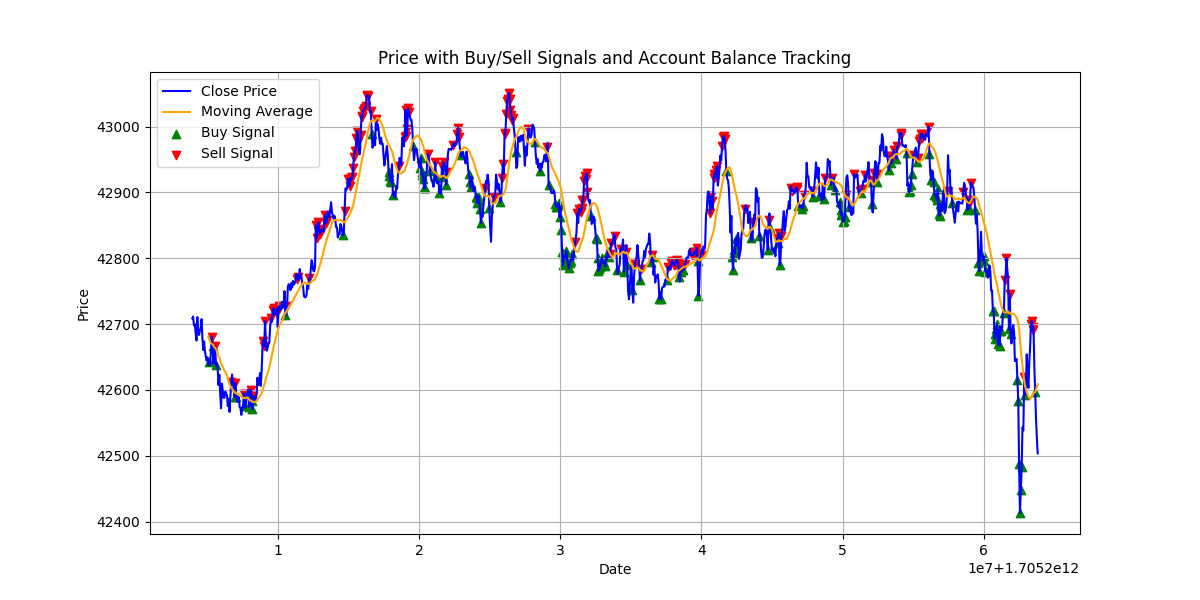 Price with Buy/Sell Signals and Account Balance Tracking
Close Price
Moving Average
Buy Signal
Sell Signal
43000
42900
42800
42700
42600
42500
42400
Price
1 2 3 4 5 6
Date
1e7+1.7052e12